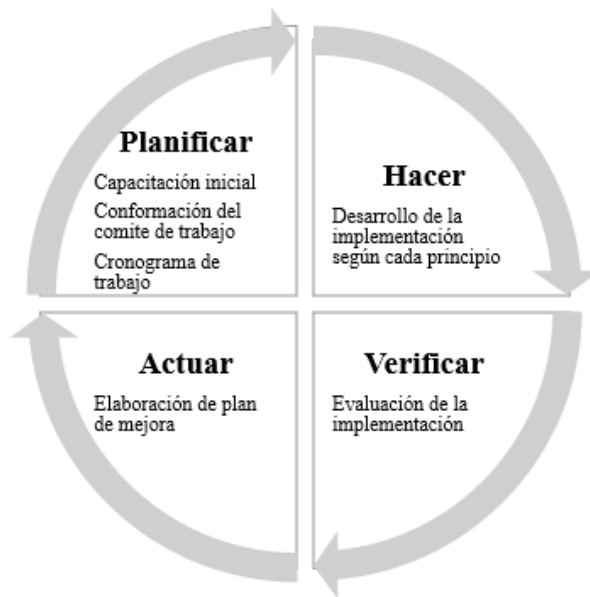 Planificar
Capacitación inicial
Conformación del
comite de trabajo
Cronograma de
trabajo
Hacer
Desarrollo de la
implementación
según cada principio
Actuar
Elaboración de plan
de mejora
Verificar
Evaluación de la
implementación